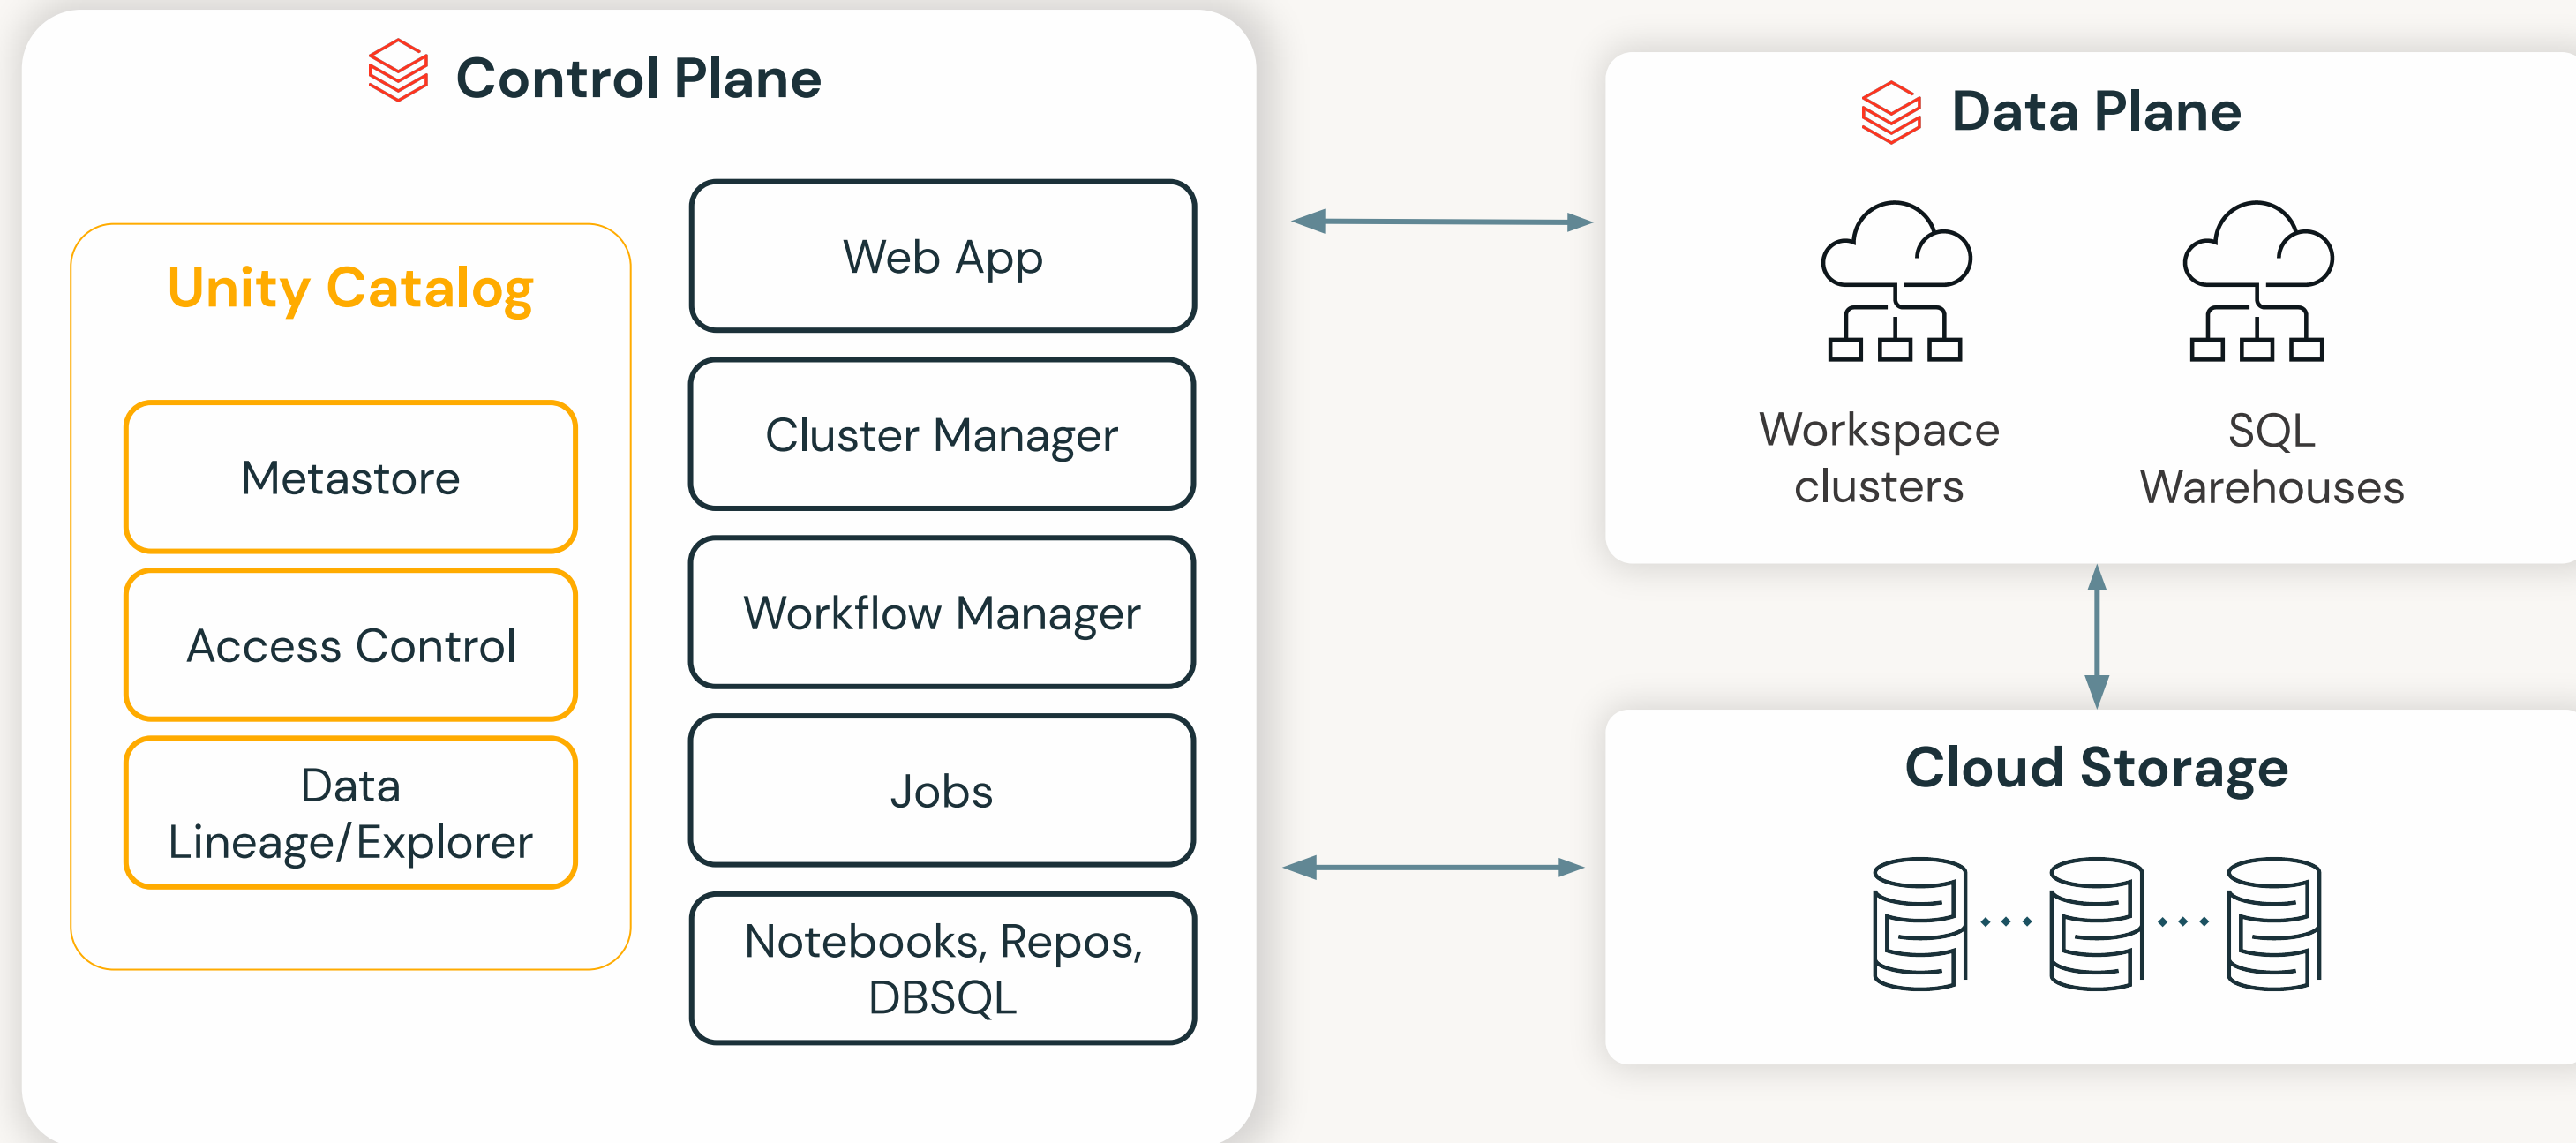 Control Plane
Unity Catalog
Metastore
Access Control
Data
Lineage/Explorer
Web App
Cluster Manager
Workflow Manager
Jobs
Notebooks, Repos,
DBSQL
Data Plane
Workspace
clusters
SQL
Warehouses
Cloud Storage